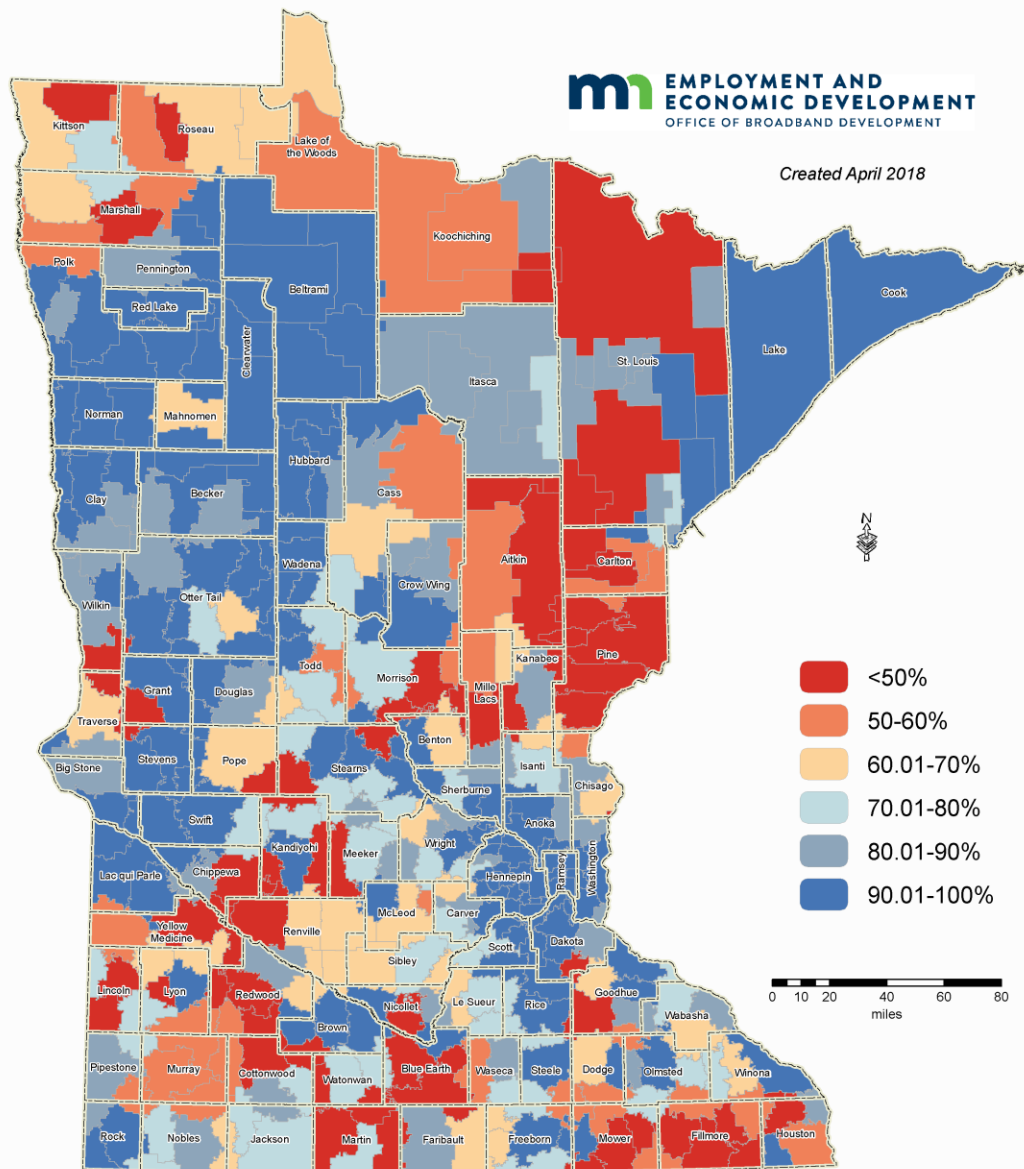 mn EMPLOYMENT AND
ECONOMIC DEVELOPMENT
OFFICE OF BROADBAND DEVELOPMENT
Created April 2018
Kittson
Roseau
Lake of
the Woods
Marshall
Koochiching
Polk
Pennington
Beltrami
Cook
Red Lake
Clearwater
Lake
St. Louis
Itasca
Norman
Mahnomen
Hubbard
Cass
Clay
Becker
N
Aitkin
Carlton
Wadena
Crow Wing
Otter Tail
Wilkin
Pine
Kanabec
Todd
Morrison
Mille
Lacs
Grant
Douglas
Traverse
Benton
Pope
Stevens
Stearns
Isanti
Big Stone
Sherburne
Chisago
Swift
Anoka
Kandiyohi
Wright
Meeker
Ramsey
Washington
Hennepin
Lac qui Parle
Chippewa
McLeod
Carver
Yellow
Medicine
Renville
Dakota
Scott
Sibley
Lincoln
Lyon
Redwood
Goodhue
Nicollet
Le Sueur
Rice
Wabasha
Brown
Pipestone
Murray
Cottonwood
Watonwan
Blue Earth
Waseca
Steele
Dodge
Olmsted
Winona
Rock
Nobles
Jackson
Martin
Faribault
Freeborn
Mower
Fillmore
Houston
<50%
50-60%
60.01-70%
70.01-80%
80.01-90%
90.01-100%
0 10 20 40 60 80
miles